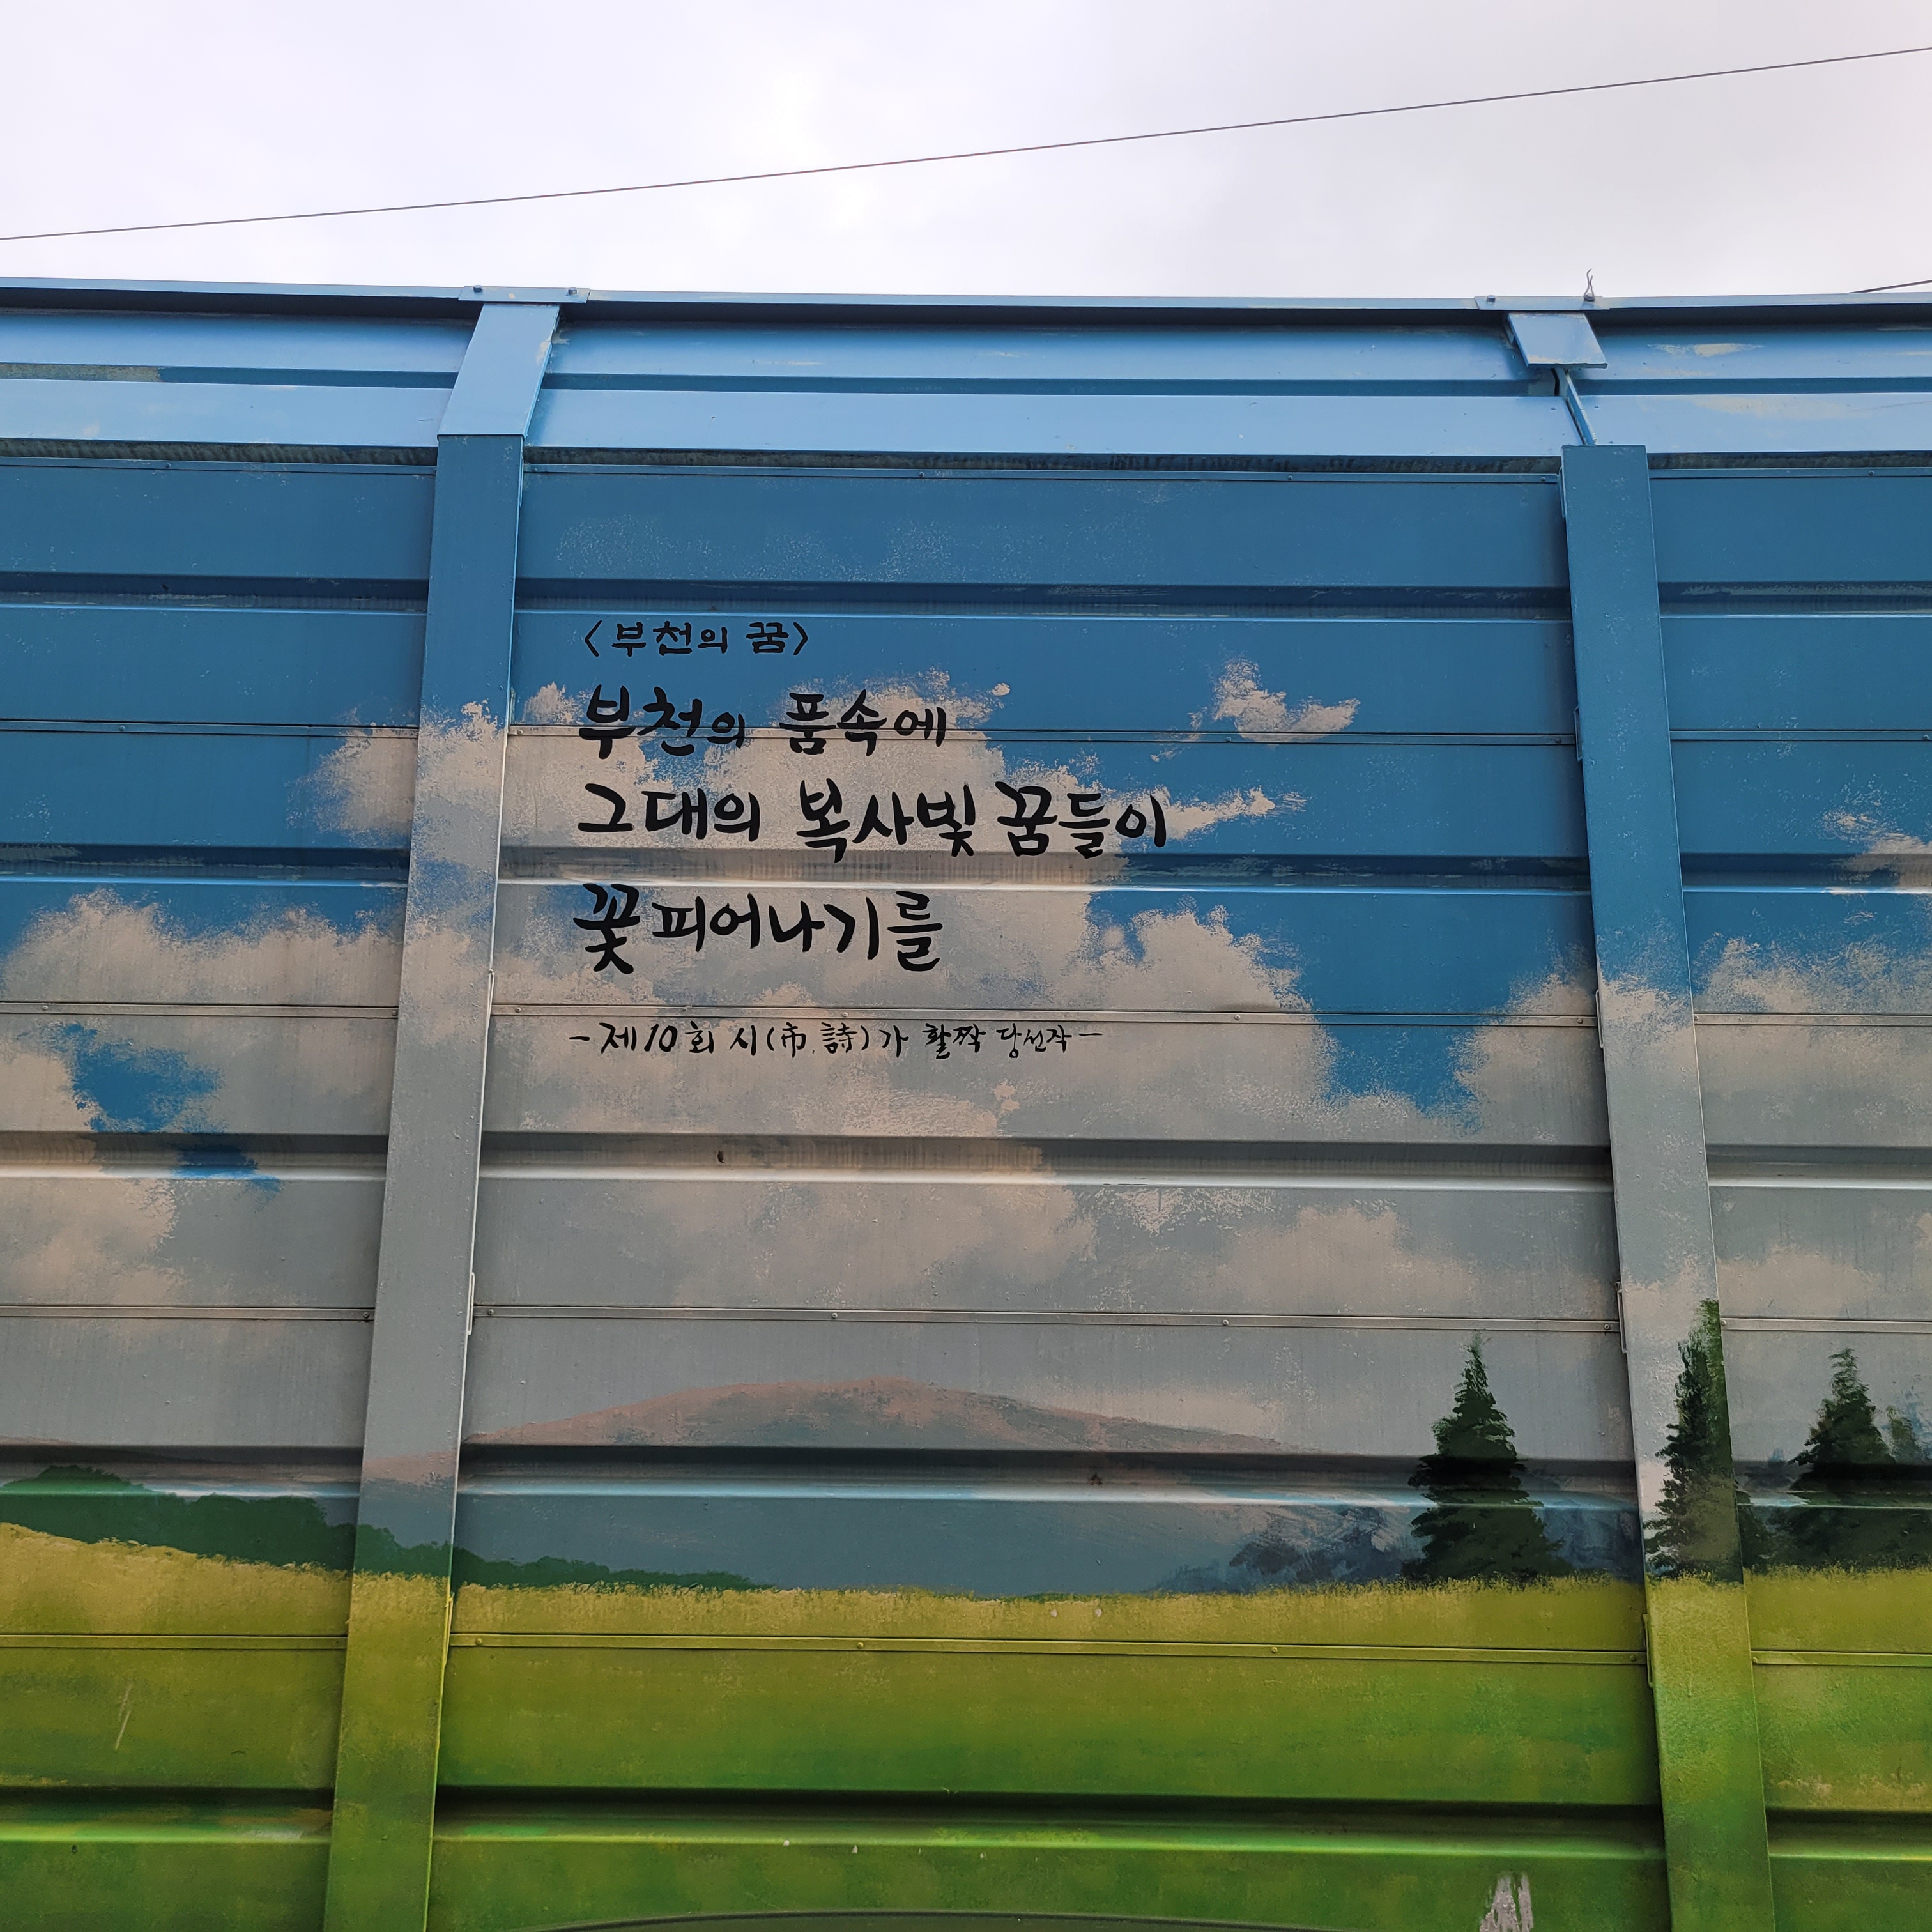 <부천의 꿈>
부천의 품속에
그대의 복사빛 꿈들이
꽃피어나기를
-제10회 시(市.詩)가 활짝 당선작-